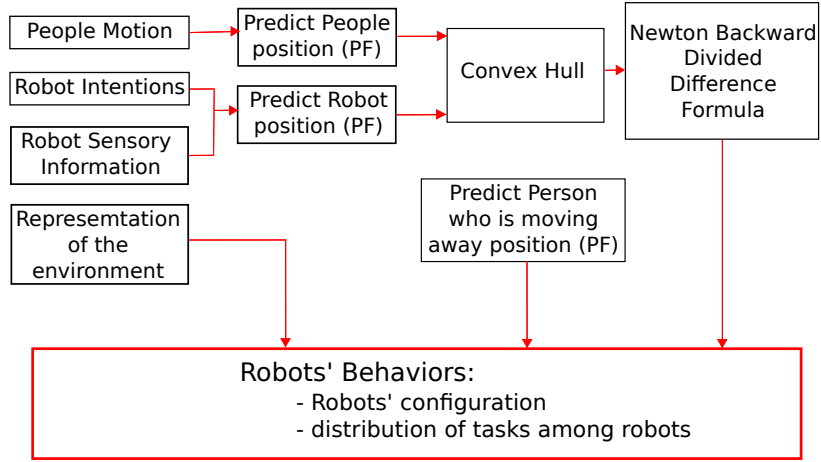 People Motion
Predict People
position (PF)
Robot Intentions
Predict Robot
position (PF)
Robot Sensory
Information
Convex Hull
Newton Backward
Divided
Difference
Formula
Represemtation
of the
environment
Predict Person
who is moving
away position (PF)
Robots' Behaviors:
- Robots' configuration
- distribution of tasks among robots